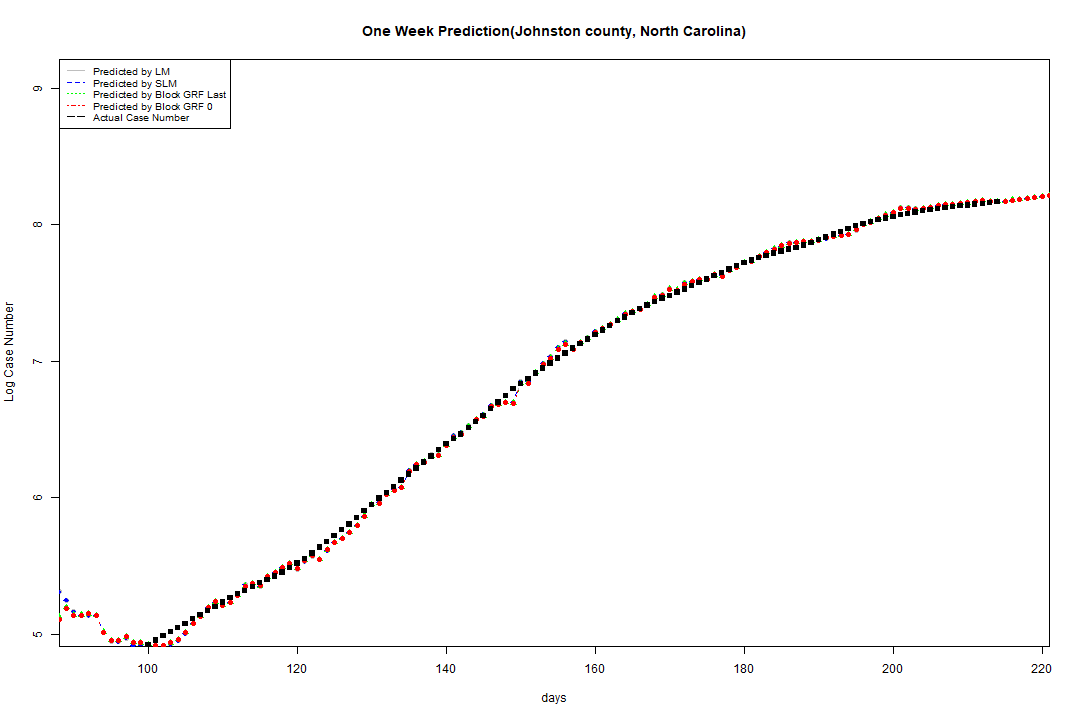 One Week Prediction(Johnston county, North Carolina)
Predicted by LM
Predicted by SLM
Predicted by Block GRF Last
Predicted by Block GRF 0
Actual Case Number
9
8
7
6
5
Log Case Number
100 120 140 160 180 200 220
days